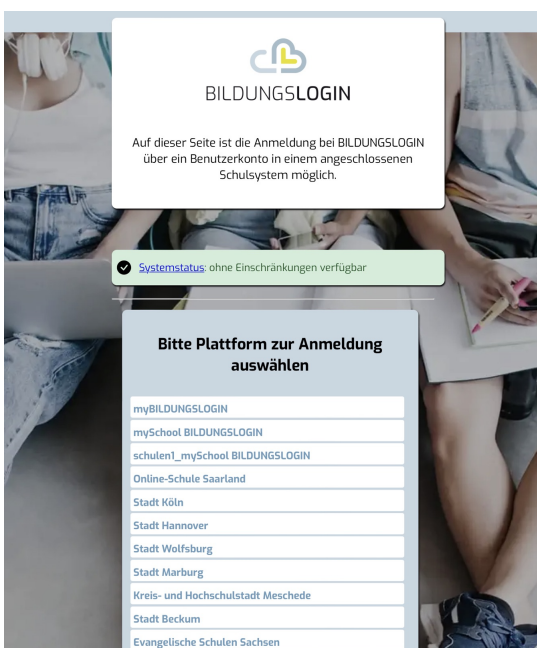 BILDUNGSLOGIN
Auf dieser Seite ist die Anmeldung bei BILDUNGSLOGIN
über ein Benutzerkonto in einem angeschlossenen
Schulsystem möglich.
Systemstatus: ohne Einschränkungen verfügbar
Bitte Plattform zur Anmeldung
auswählen
myBILDUNGSLOGIN
mySchool BILDUNGSLOGIN
schulen1_mySchool BILDUNGSLOGIN
Online-Schule Saarland
Stadt Köln
Stadt Hannover
Stadt Wolfsburg
Stadt Marburg
Kreis- und Hochschulstadt Meschede
Stadt Beckum
Evangelische Schulen Sachsen